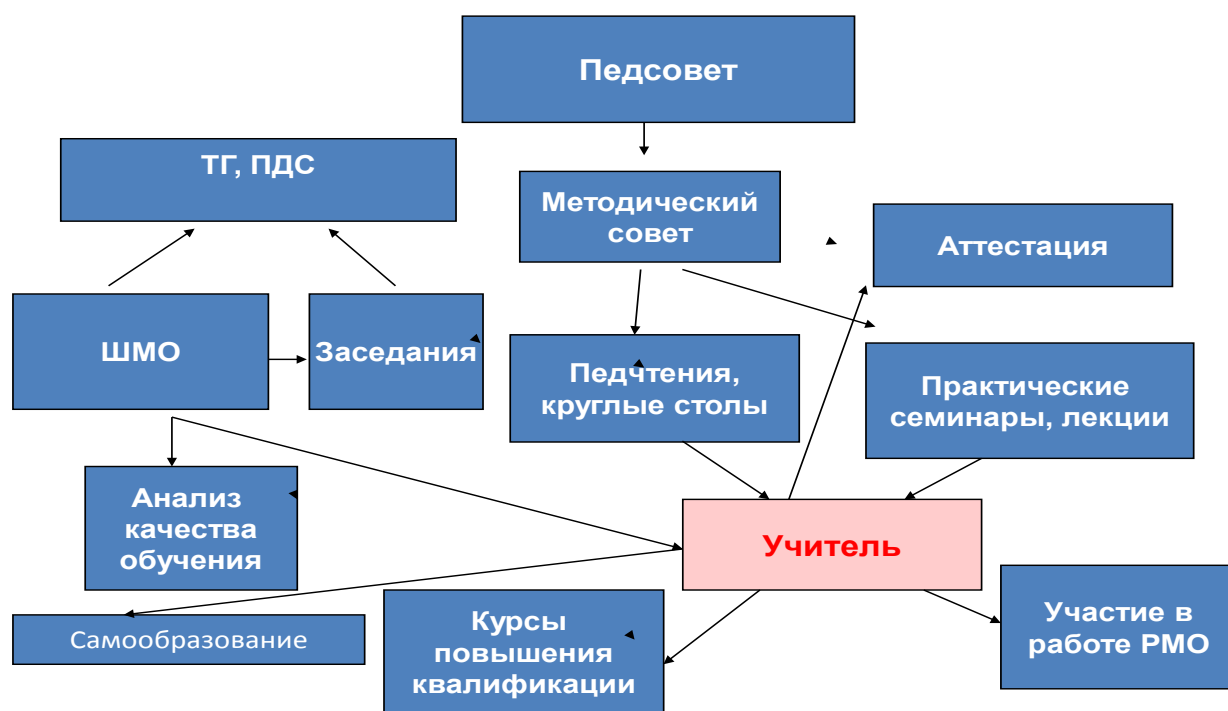 Педсовет
ТГ, ПДС
Методический
совет
Аттестация
ШМО
Заседания
Педчтения,
круглые столы
Практические
семинары, лекции
Анализ
качества
обучения
Учитель
Самообразование
Курсы
повышения
квалификации
Участие в
работе РМО